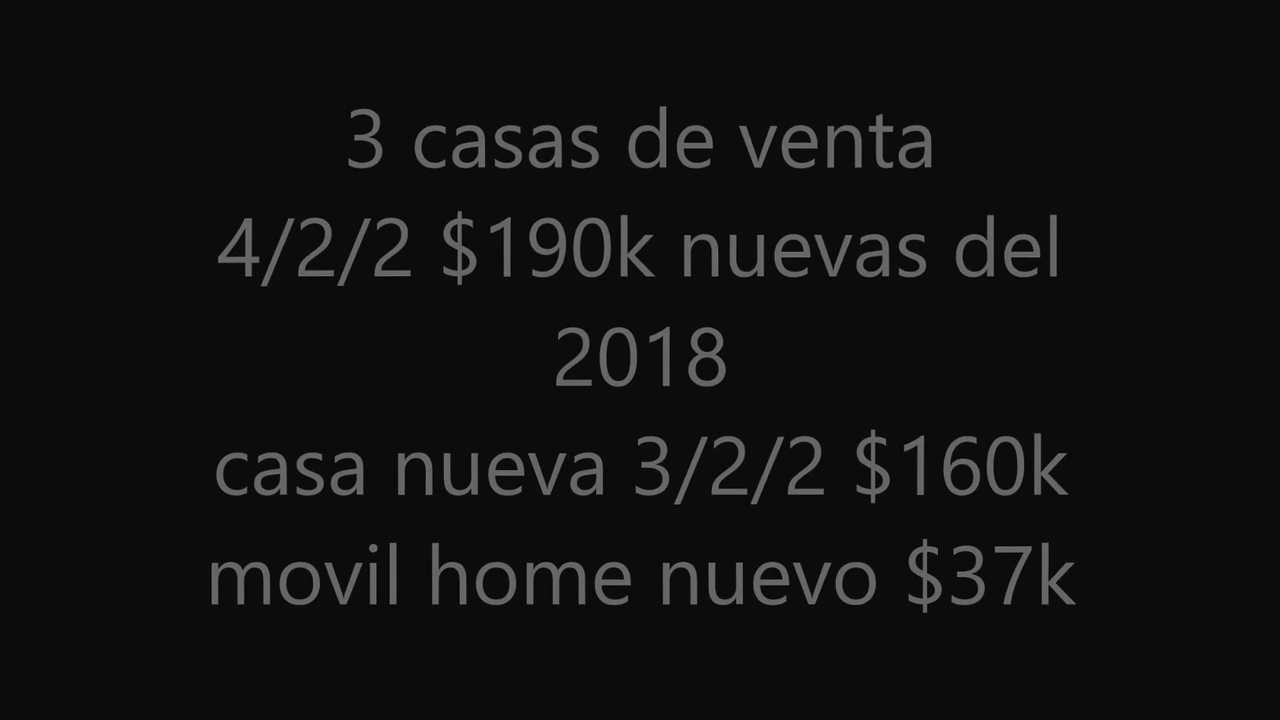 3 casas de venta
4/2/2 $190k nuevas del
2018
casa nueva 3/2/2 $160k
movil home nuevo $37k